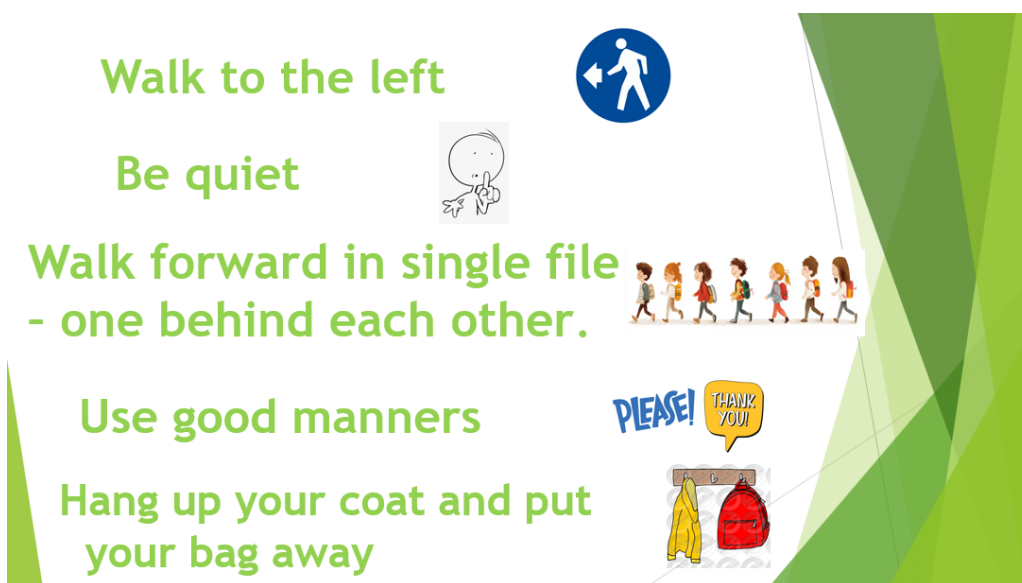 Walk to the left
Be quiet
Walk forward in single file
– one behind each other.
Use good manners
PLEASE!
THANK
YOU!
Hang up your coat and put
your bag away